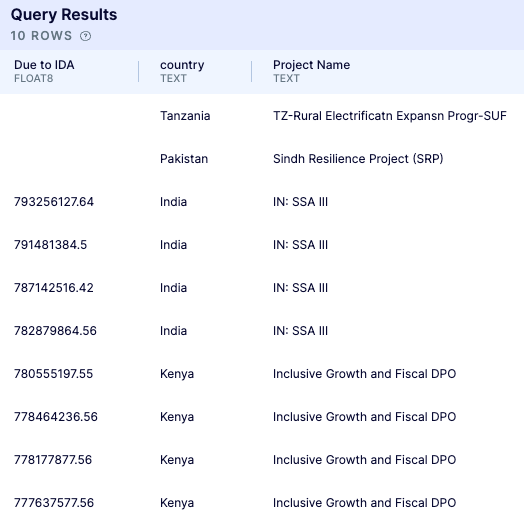 Query Results
10 ROWS ?
Due to IDA country Project Name
FLOAT8 TEXT TEXT
Tanzania TZ-Rural Electrificatn Expansn Progr-SUF
Pakistan Sindh Resilience Project (SRP)
793256127.64 India IN: SSA III
791481384.5 India IN: SSA III
787142516.42 India IN: SSA III
782879864.56 India IN: SSA III
780555197.55 Kenya Inclusive Growth and Fiscal DPO
778464236.56 Kenya Inclusive Growth and Fiscal DPO
778177877.56 Kenya Inclusive Growth and Fiscal DPO
777637577.56 Kenya Inclusive Growth and Fiscal DPO